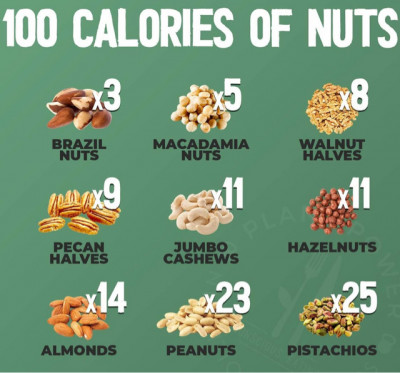 100 CALORIES OF NUTS
x3
BRAZIL
NUTS
x5
MACADAMIA
NUTS
x8
WALNUT
HALVES
x9
PECAN
HALVES
x11
JUMBO
CASHEWS
x11
HAZELNUTS
x14
ALMONDS
x23
PEANUTS
x25
PISTACHIOS